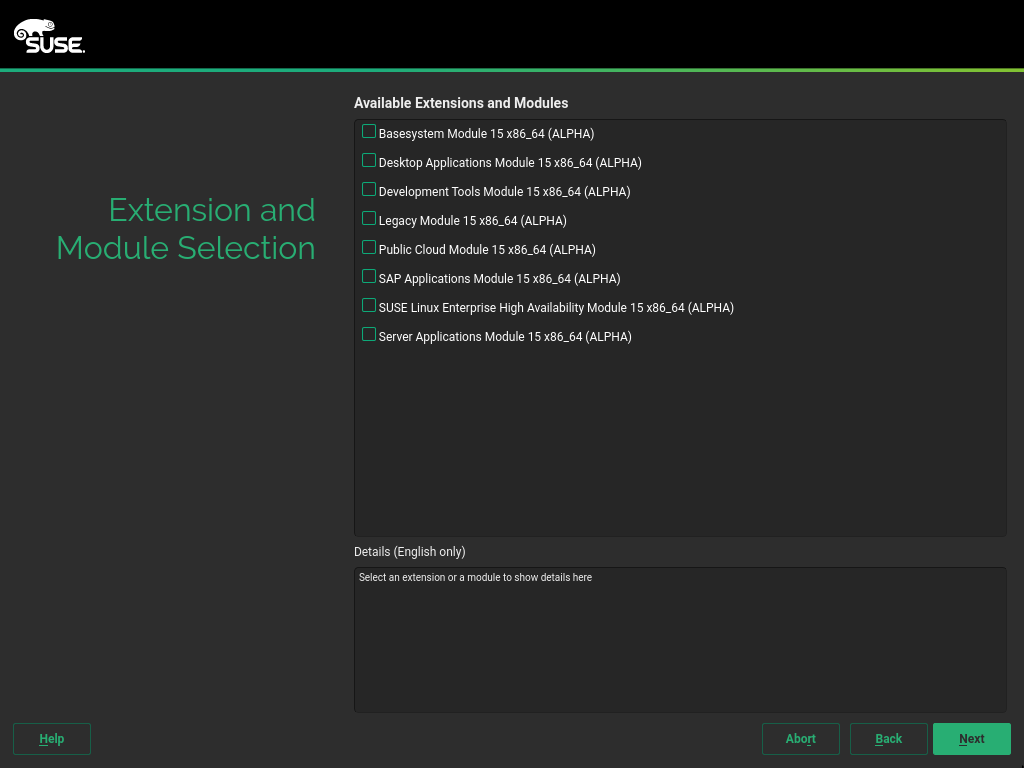 SUSE.
Extension and
Module Selection
Available Extensions and Modules
Basesystem Module 15 x86_64 (ALPHA)
Desktop Applications Module 15 x86_64 (ALPHA)
Development Tools Module 15 x86_64 (ALPHA)
Legacy Module 15 x86_64 (ALPHA)
Public Cloud Module 15 x86_64 (ALPHA)
SAP Applications Module 15 x86_64 (ALPHA)
SUSE Linux Enterprise High Availability Module 15 x86_64 (ALPHA)
Server Applications Module 15 x86_64 (ALPHA)
Details (English only)
Select an extension or a module to show details here
Help
Abort
Back
Next